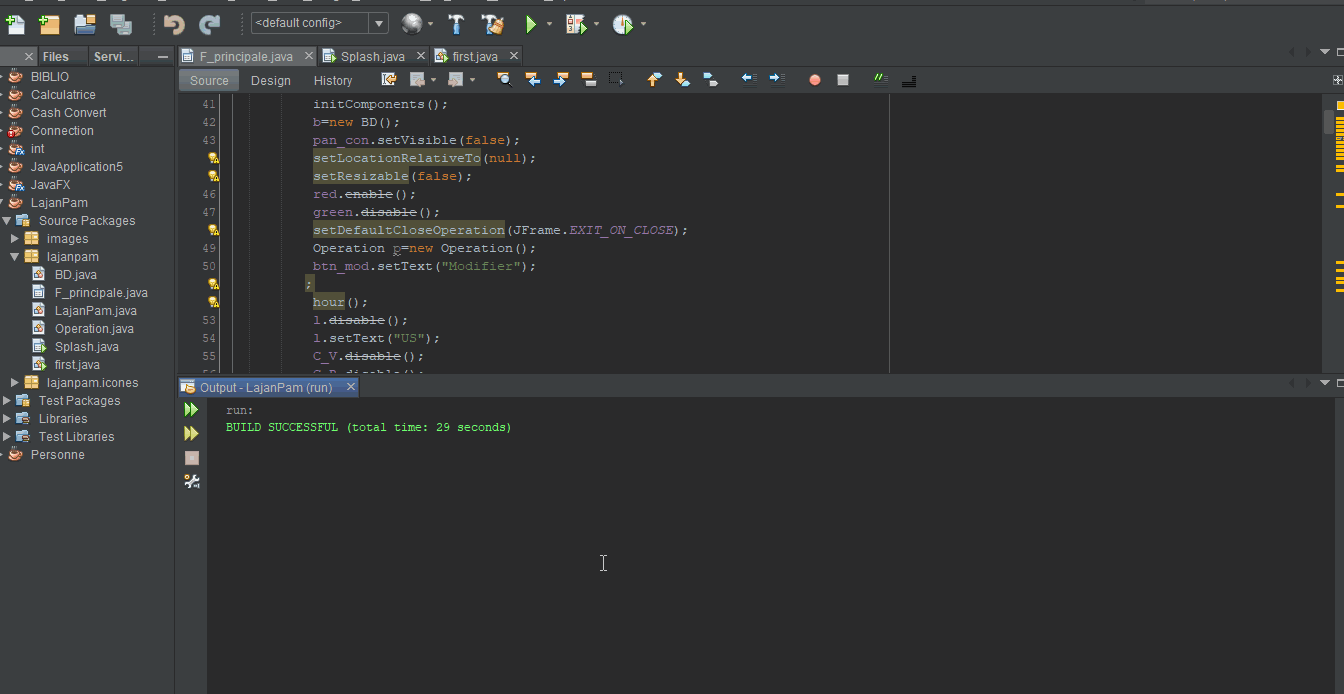 <default config>
Files
Servi...
BIBLIO
Calculatrice
Cash Convert
Connection
int
JavaApplication5
JavaFX
LajanPam
Source Packages
images
lajanpam
BD.java
F_principale.java
LajanPam.java
Operation.java
Splash.java
first.java
lajanpam.icones
Test Packages
Libraries
Test Libraries
Personne
F_principale.java
Splash.java
first.java
Source
Design
History
41 initComponents();
42 b=new BD();
43 pan_con.setVisible(false);
setLocationRelativeTo(null);
setResizable(false);
46 red.enable();
47 green.disable();
setDefaultCloseOperation(JFrame.EXIT_ON_CLOSE);
49 Operation p=new Operation();
50 btn_mod.setText("Modifier");
;
hour();
53 l.disable();
54 l.setText("US");
55 C_V.disable();
Output - LajanPam (run)
run:
BUILD SUCCESSFUL (total time: 29 seconds)